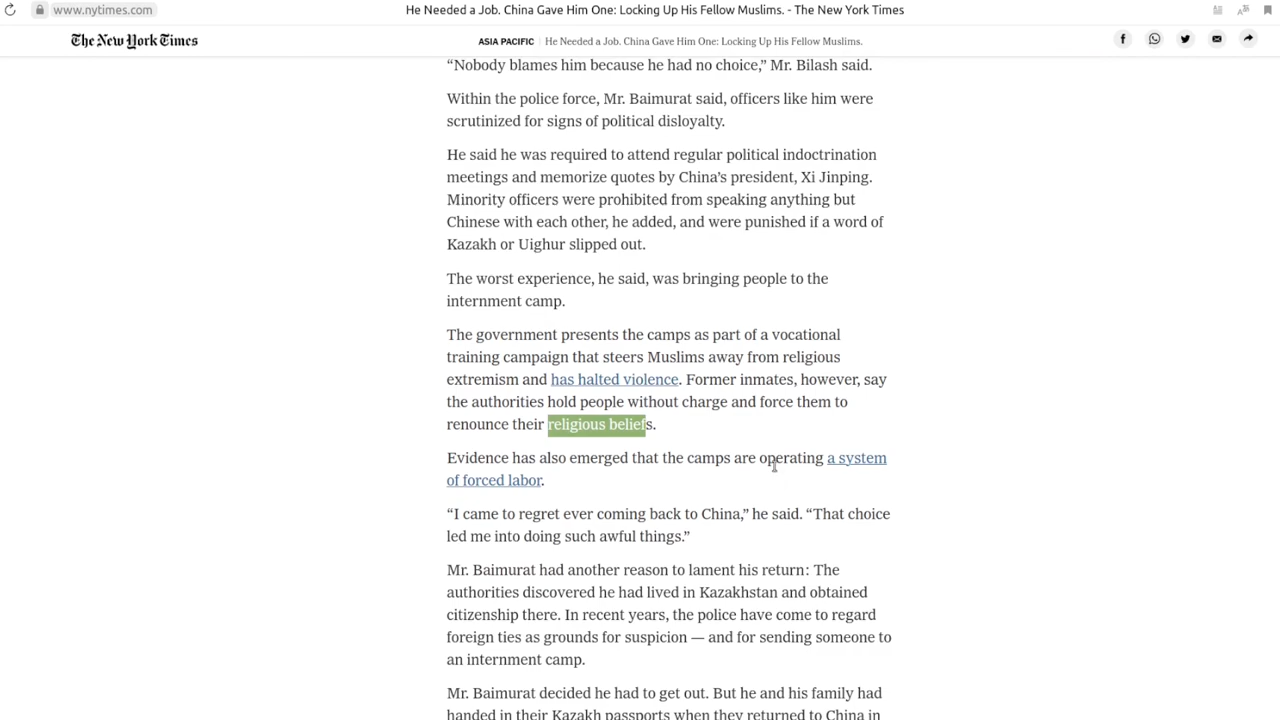 www.nytimes.com
He Needed a Job. China Gave Him One: Locking Up His Fellow Muslims. - The New York Times
The New York Times
ASIA PACIFIC | He Needed a Job. China Gave Him One: Locking Up His Fellow Muslims.
“Nobody blames him because he had no choice,” Mr. Bilash said.
Within the police force, Mr. Baimurat said, officers like him were
scrutinized for signs of political disloyalty.
He said he was required to attend regular political indoctrination
meetings and memorize quotes by China’s president, Xi Jinping.
Minority officers were prohibited from speaking anything but
Chinese with each other, he added, and were punished if a word of
Kazakh or Uighur slipped out.
The worst experience, he said, was bringing people to the
internment camp.
The government presents the camps as part of a vocational
training campaign that steers Muslims away from religious
extremism and has halted violence. Former inmates, however, say
the authorities hold people without charge and force them to
renounce their religious beliefs.
Evidence has also emerged that the camps are operating a system
of forced labor.
“I came to regret ever coming back to China,” he said. “That choice
led me into doing such awful things.”
Mr. Baimurat had another reason to lament his return: The
authorities discovered he had lived in Kazakhstan and obtained
citizenship there. In recent years, the police have come to regard
foreign ties as grounds for suspicion — and for sending someone to
an internment camp.
Mr. Baimurat decided he had to get out. But he and his family had
handed in their Kazakh passports when they returned to China in